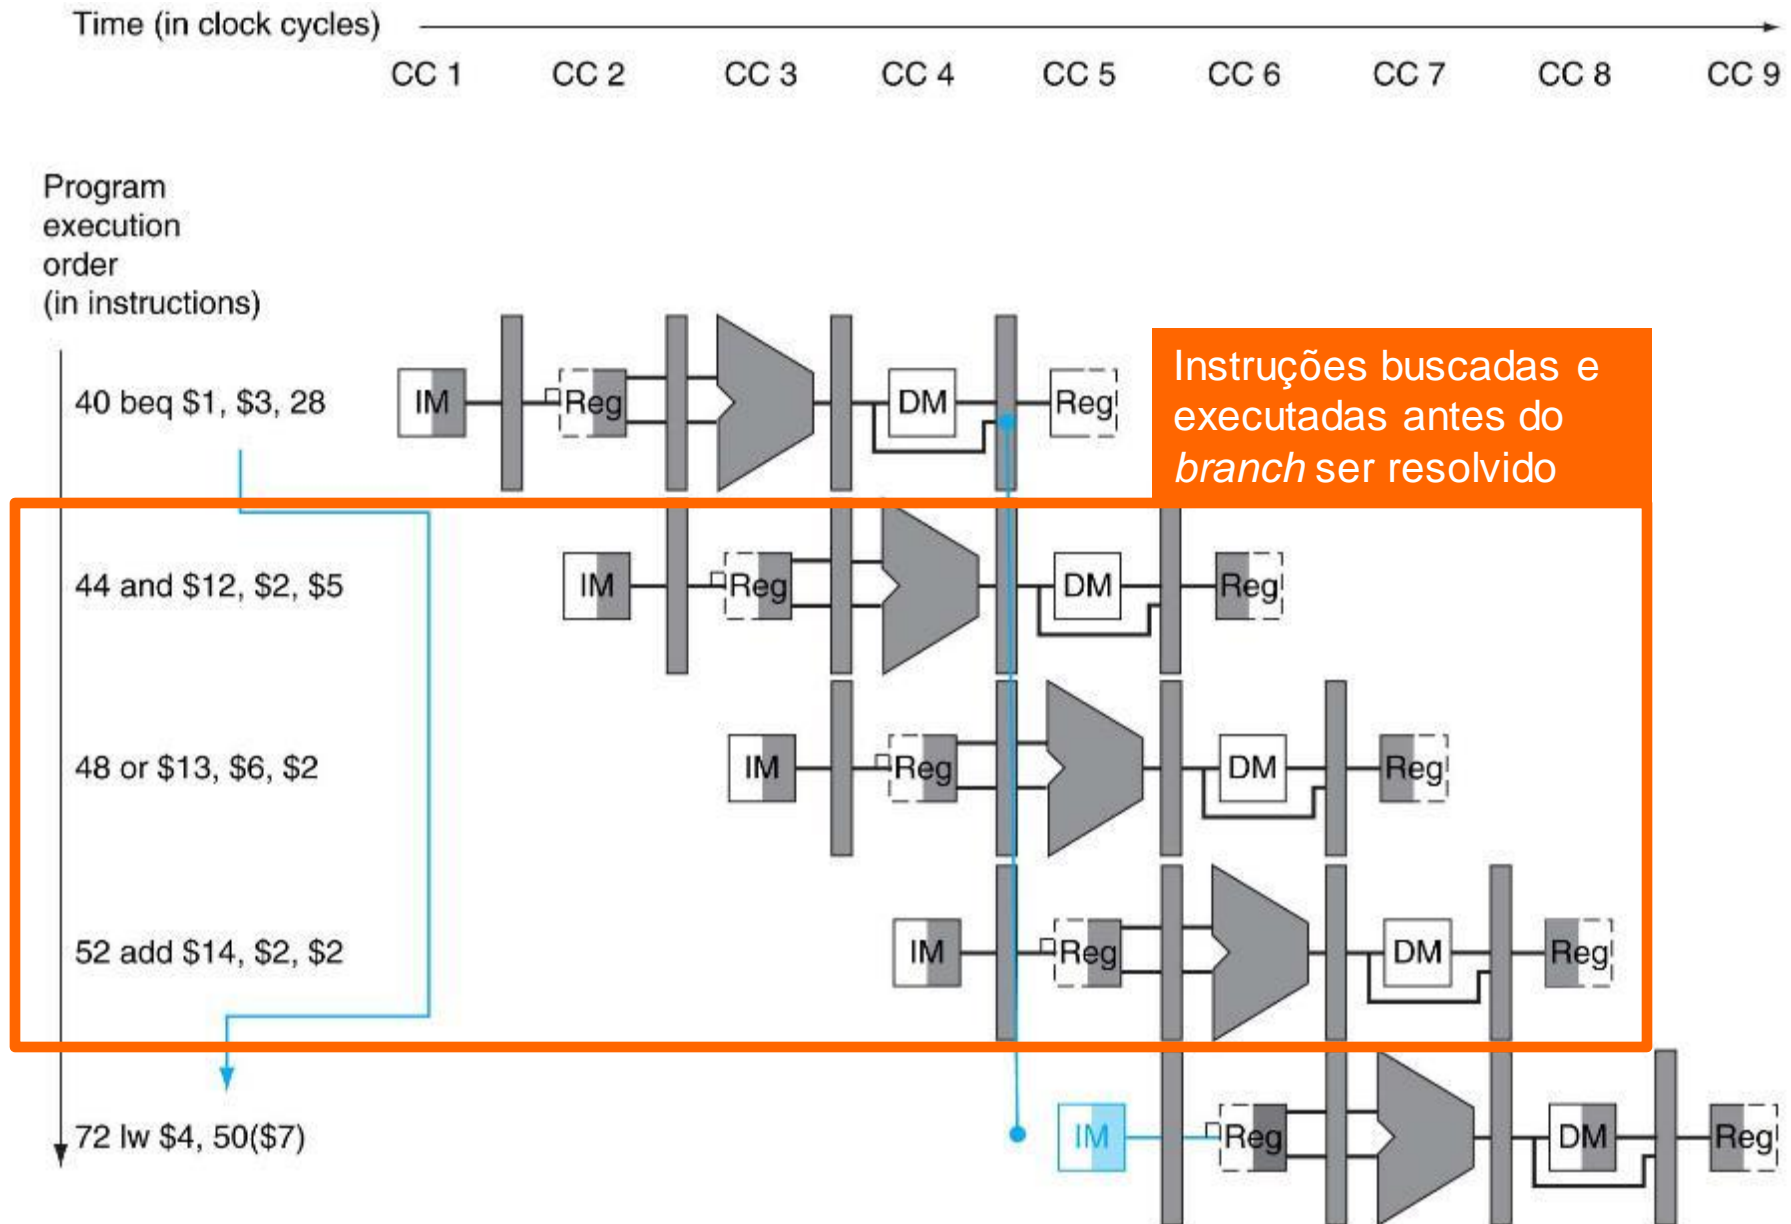 Time (in clock cycles)
CC 1 CC 2 CC 3 CC 4 CC 5 CC 6 CC 7 CC 8 CC 9
Program
execution
order
(in instructions)
Instruções buscadas e
executadas antes do
branch ser resolvido
40 beq $1, $3, 28 IM Reg DM Reg
44 and $12, $2, $5 IM Reg DM Reg
48 or $13, $6, $2 IM Reg DM Reg
52 add $14, $2, $2 IM Reg DM Reg
72 lw $4, 50($7) IM Reg DM Reg